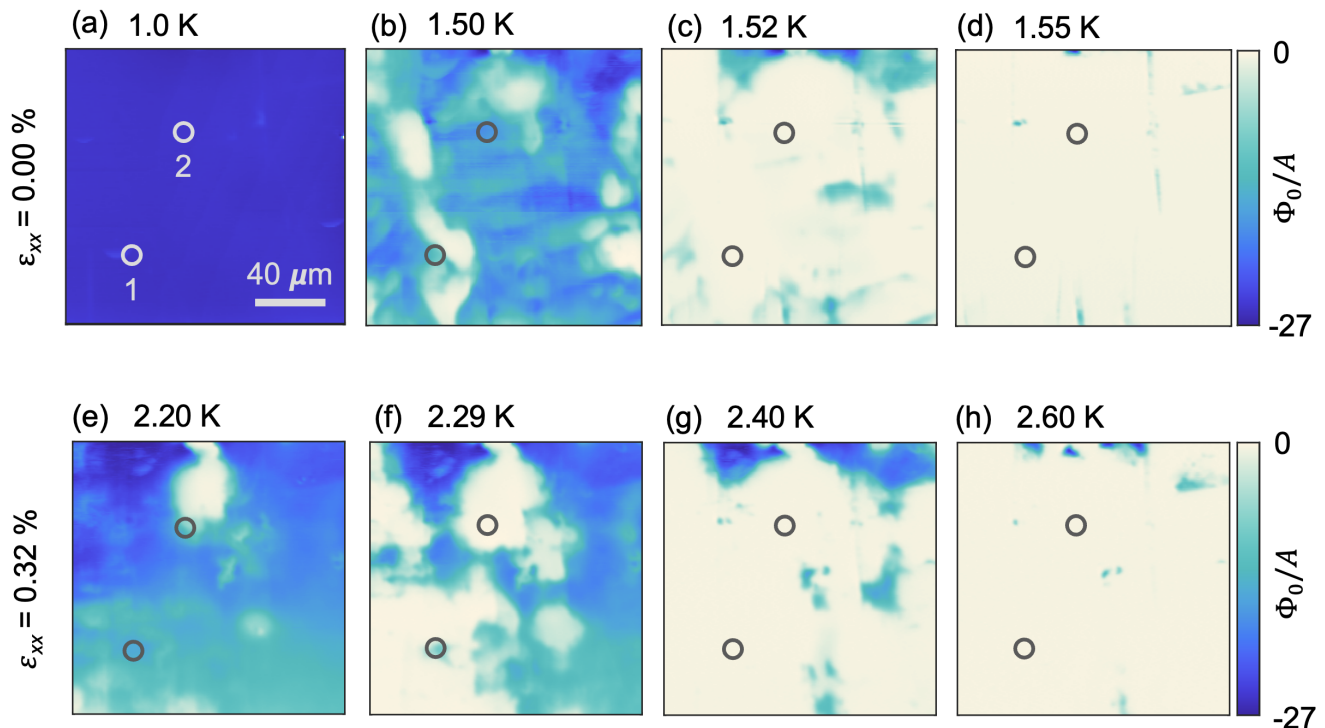 (a) 1.0 K
(b) 1.50 K
(c) 1.52 K
(d) 1.55 K
εxx = 0.00 %
2
1
40 μm
0
Φ0/A
-27
(e) 2.20 K
(f) 2.29 K
(g) 2.40 K
(h) 2.60 K
εxx = 0.32 %
0
Φ0/A
-27